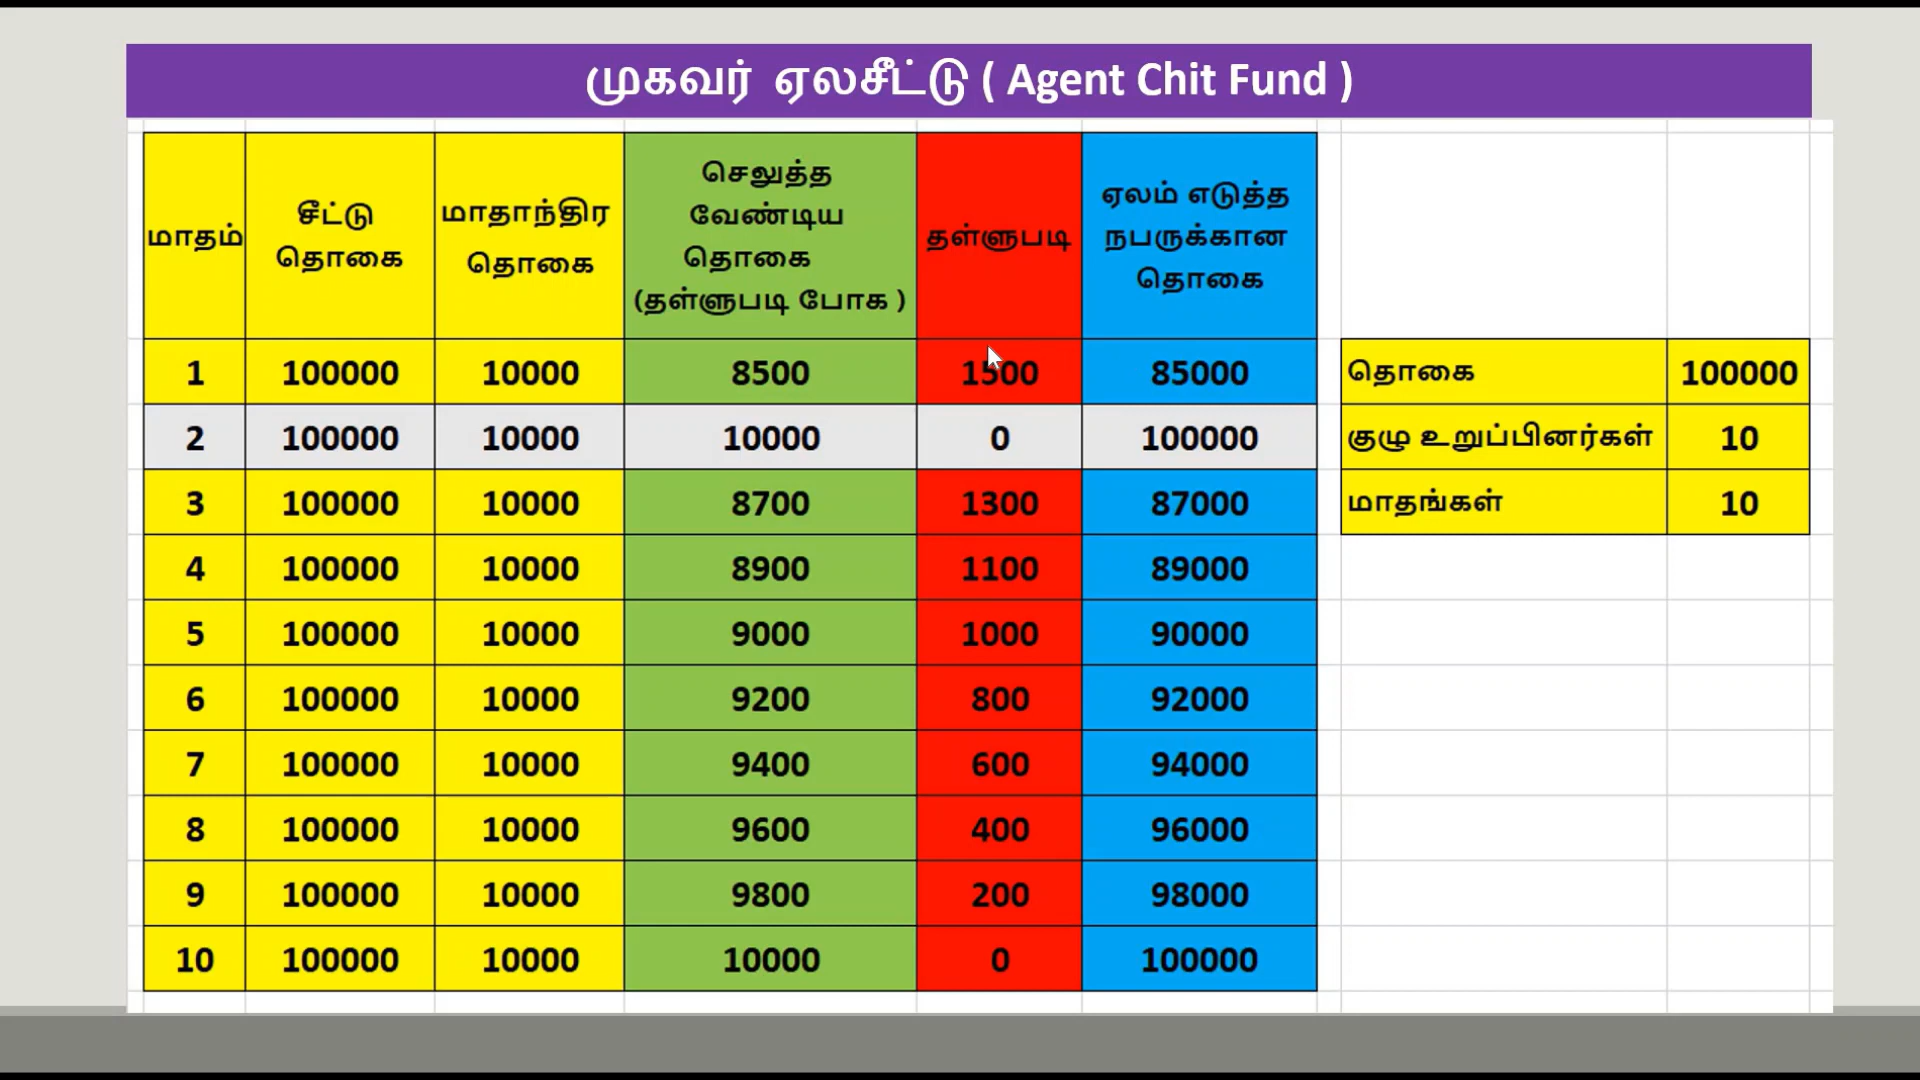 முகவர் ஏலசீட்டு ( Agent Chit Fund )
மாதம் சீட்டு தொகை மாதாந்திர தொகை செலுத்த வேண்டிய தொகை (தள்ளுபடி போக ) தள்ளுபடி ஏலம் எடுத்த நபருக்கான தொகை
1 100000 10000 8500 1500 85000 தொகை 100000
2 100000 10000 10000 0 100000 குழு உறுப்பினர்கள் 10
3 100000 10000 8700 1300 87000 மாதங்கள் 10
4 100000 10000 8900 1100 89000
5 100000 10000 9000 1000 90000
6 100000 10000 9200 800 92000
7 100000 10000 9400 600 94000
8 100000 10000 9600 400 96000
9 100000 10000 9800 200 98000
10 100000 10000 10000 0 100000